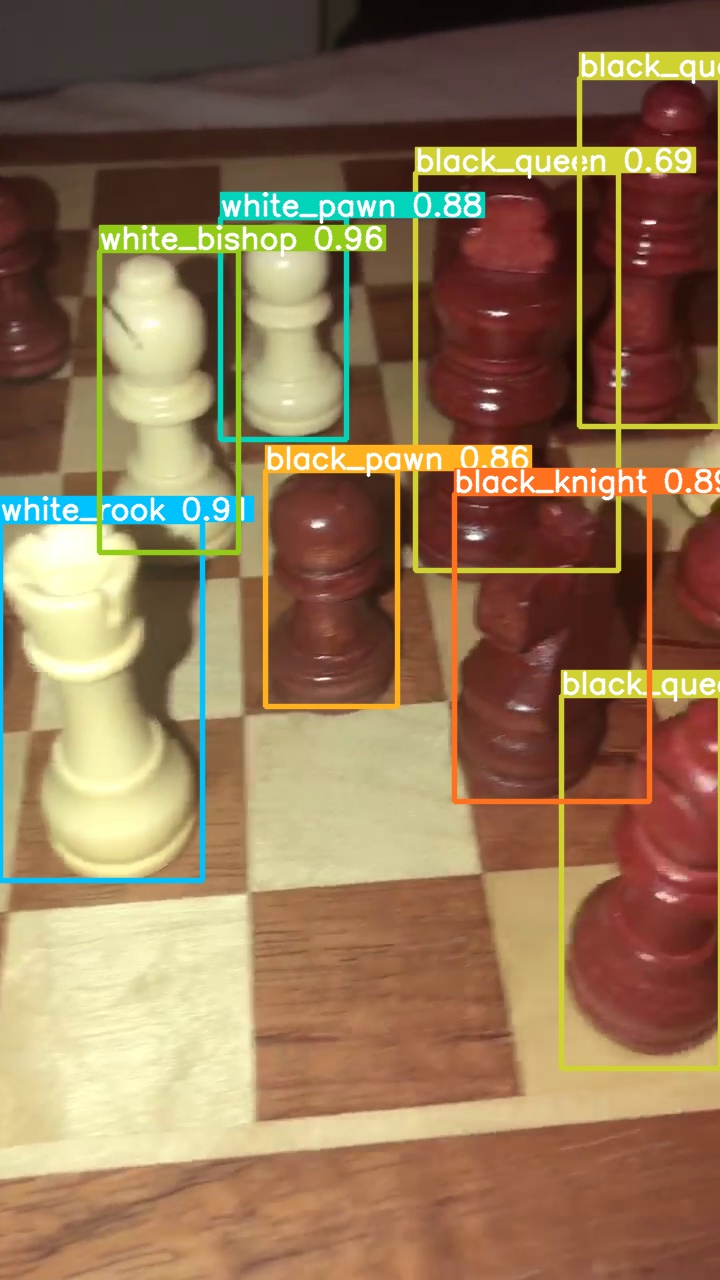 black_que
black_queen 0.69
white_pawn 0.88
white_bishop 0.96
black_pawn 0.86
black_knight 0.89
white_rook 0.91
black_quee